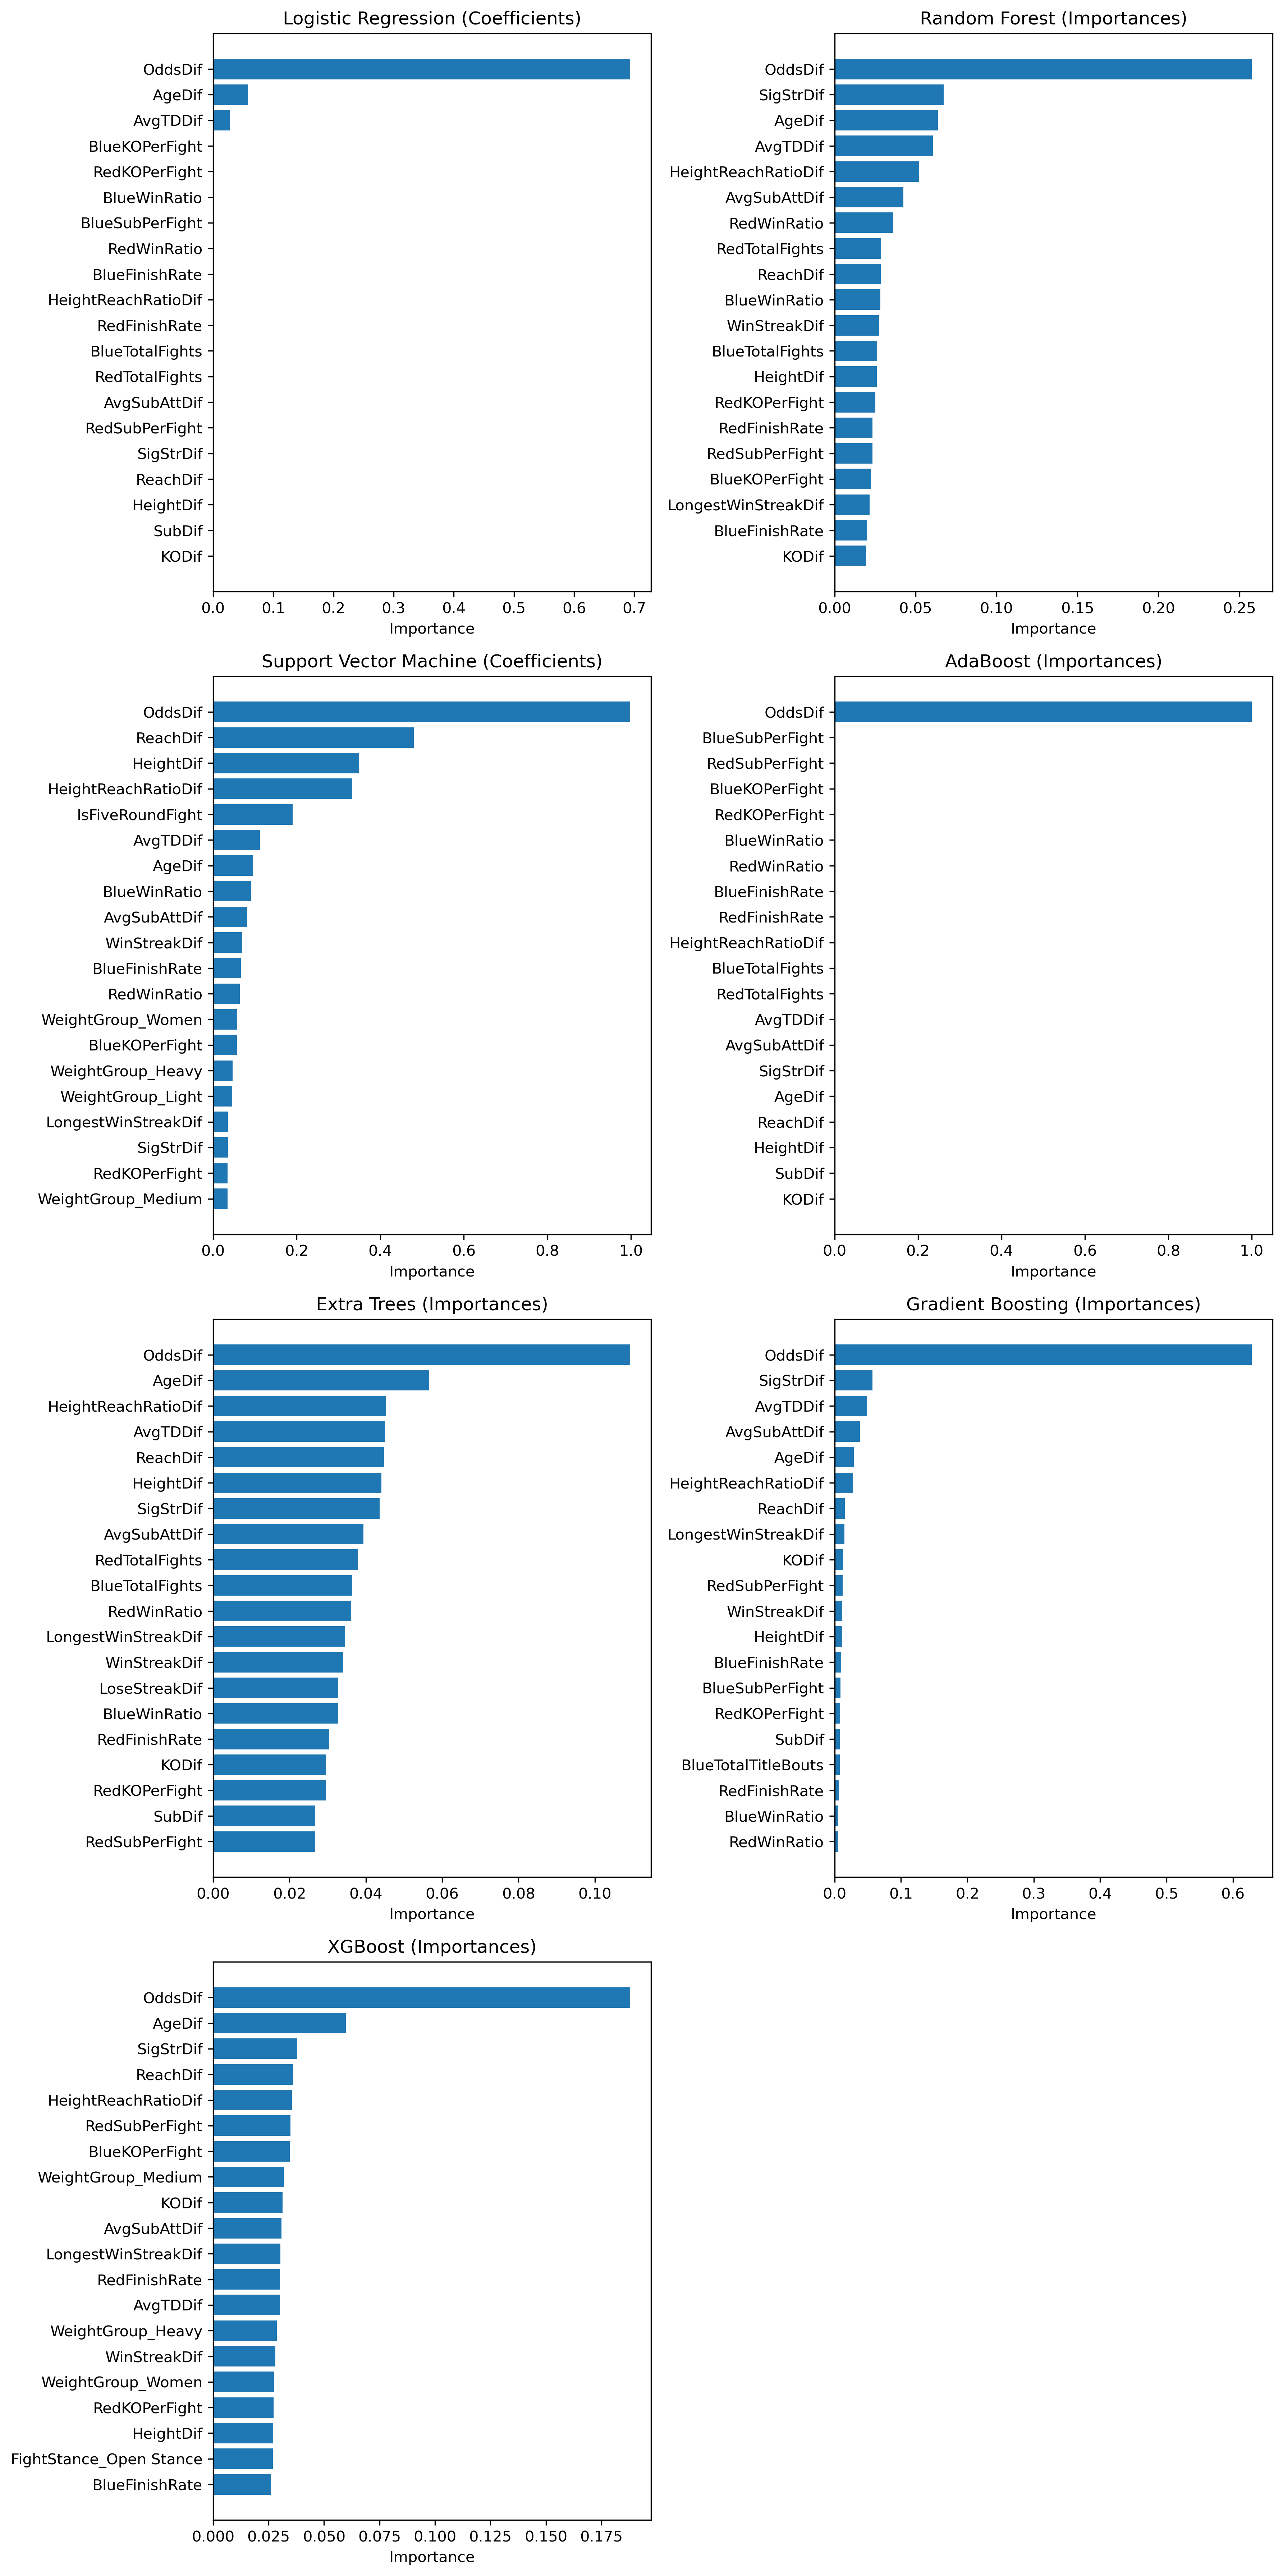 Logistic Regression (Coefficients)
OddsDif
AgeDif
AvgTDDif
BlueKOPerFight
RedKOPerFight
BlueWinRatio
BlueSubPerFight
RedWinRatio
BlueFinishRate
HeightReachRatioDif
RedFinishRate
BlueTotalFights
RedTotalFights
AvgSubAttDif
RedSubPerFight
SigStrDif
ReachDif
HeightDif
SubDif
KODif
0.0 0.1 0.2 0.3 0.4 0.5 0.6 0.7
Importance
Random Forest (Importances)
OddsDif
SigStrDif
AgeDif
AvgTDDif
HeightReachRatioDif
AvgSubAttDif
RedWinRatio
RedTotalFights
ReachDif
BlueWinRatio
WinStreakDif
BlueTotalFights
HeightDif
RedKOPerFight
RedFinishRate
RedSubPerFight
BlueKOPerFight
LongestWinStreakDif
BlueFinishRate
KODif
0.00 0.05 0.10 0.15 0.20 0.25
Importance
Support Vector Machine (Coefficients)
OddsDif
ReachDif
HeightDif
HeightReachRatioDif
IsFiveRoundFight
AvgTDDif
AgeDif
BlueWinRatio
AvgSubAttDif
WinStreakDif
BlueFinishRate
RedWinRatio
WeightGroup_Women
BlueKOPerFight
WeightGroup_Heavy
WeightGroup_Light
LongestWinStreakDif
SigStrDif
RedKOPerFight
WeightGroup_Medium
0.0 0.2 0.4 0.6 0.8 1.0
Importance
AdaBoost (Importances)
OddsDif
BlueSubPerFight
RedSubPerFight
BlueKOPerFight
RedKOPerFight
BlueWinRatio
RedWinRatio
BlueFinishRate
RedFinishRate
HeightReachRatioDif
BlueTotalFights
RedTotalFights
AvgTDDif
AvgSubAttDif
SigStrDif
AgeDif
ReachDif
HeightDif
SubDif
KODif
0.0 0.2 0.4 0.6 0.8 1.0
Importance
Extra Trees (Importances)
OddsDif
AgeDif
HeightReachRatioDif
AvgTDDif
ReachDif
HeightDif
SigStrDif
AvgSubAttDif
RedTotalFights
BlueTotalFights
RedWinRatio
LongestWinStreakDif
WinStreakDif
LoseStreakDif
BlueWinRatio
RedFinishRate
KODif
RedKOPerFight
SubDif
RedSubPerFight
0.00 0.02 0.04 0.06 0.08 0.10
Importance
Gradient Boosting (Importances)
OddsDif
SigStrDif
AvgTDDif
AvgSubAttDif
AgeDif
HeightReachRatioDif
ReachDif
LongestWinStreakDif
KODif
RedSubPerFight
WinStreakDif
HeightDif
BlueFinishRate
BlueSubPerFight
RedKOPerFight
SubDif
BlueTotalTitleBouts
RedFinishRate
BlueWinRatio
RedWinRatio
0.0 0.1 0.2 0.3 0.4 0.5 0.6
Importance
XGBoost (Importances)
OddsDif
AgeDif
SigStrDif
ReachDif
HeightReachRatioDif
RedSubPerFight
BlueKOPerFight
WeightGroup_Medium
KODif
AvgSubAttDif
LongestWinStreakDif
RedFinishRate
AvgTDDif
WeightGroup_Heavy
WinStreakDif
WeightGroup_Women
RedKOPerFight
HeightDif
FightStance_Open Stance
BlueFinishRate
0.000 0.025 0.050 0.075 0.100 0.125 0.150 0.175
Importance